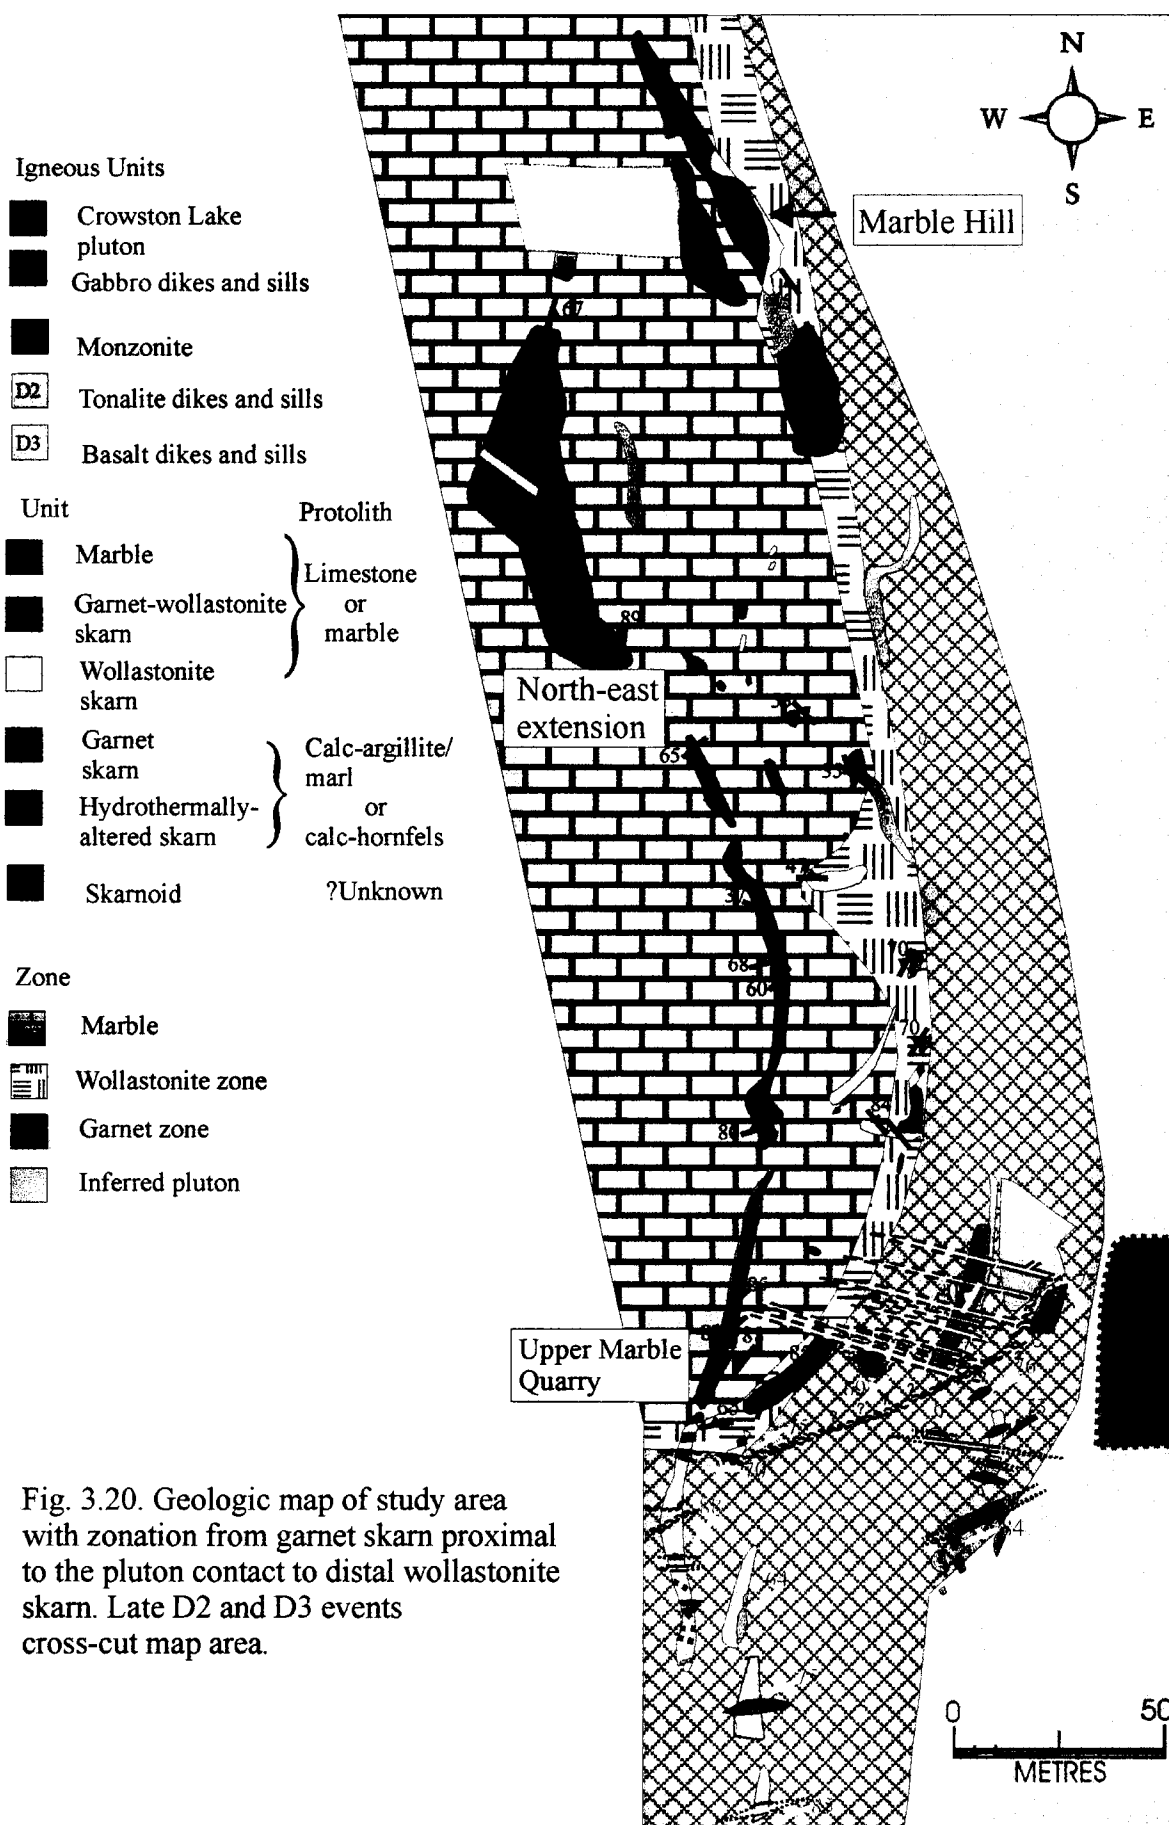 N
W E
S
Marble Hill
Igneous Units
Crowston Lake
pluton
Gabbro dikes and sills
Monzonite
D2 Tonalite dikes and sills
D3 Basalt dikes and sills
Unit Protolith
Marble
Garnet-wollastonite
skarn
Wollastonite
skarn
Limestone
or
marble
Garnet
skarn
Hydrothermally-
altered skarn
Calc-argillite/
marl
or
calc-hornfels
Skarnoid ?Unknown
Zone
Marble
Wollastonite zone
Garnet zone
Inferred pluton
67
89
North-east
extension
65
68
60
70
70
84
86
Upper Marble
Quarry
Fig. 3.20. Geologic map of study area
with zonation from garnet skarn proximal
to the pluton contact to distal wollastonite
skarn. Late D2 and D3 events
cross-cut map area.
0 50
METRES